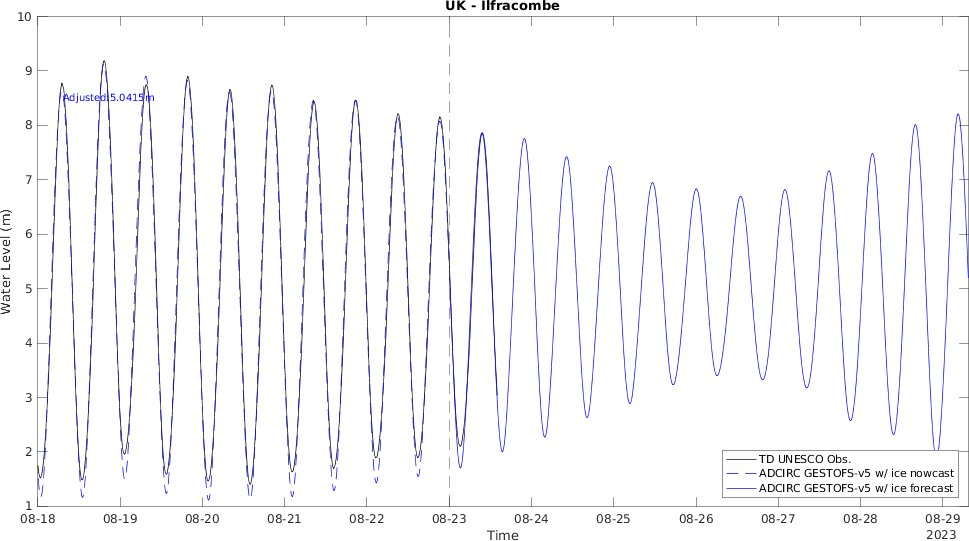 UK - Ilfracombe
10
9
8
7
6
5
4
3
2
1
Water Level (m)
Adjusted:5.0415m
TD UNESCO Obs.
ADCIRC GESTOFS-v5 w/ ice nowcast
ADCIRC GESTOFS-v5 w/ ice forecast
08-18 08-19 08-20 08-21 08-22 08-23 08-24 08-25 08-26 08-27 08-28 08-29
Time
2023